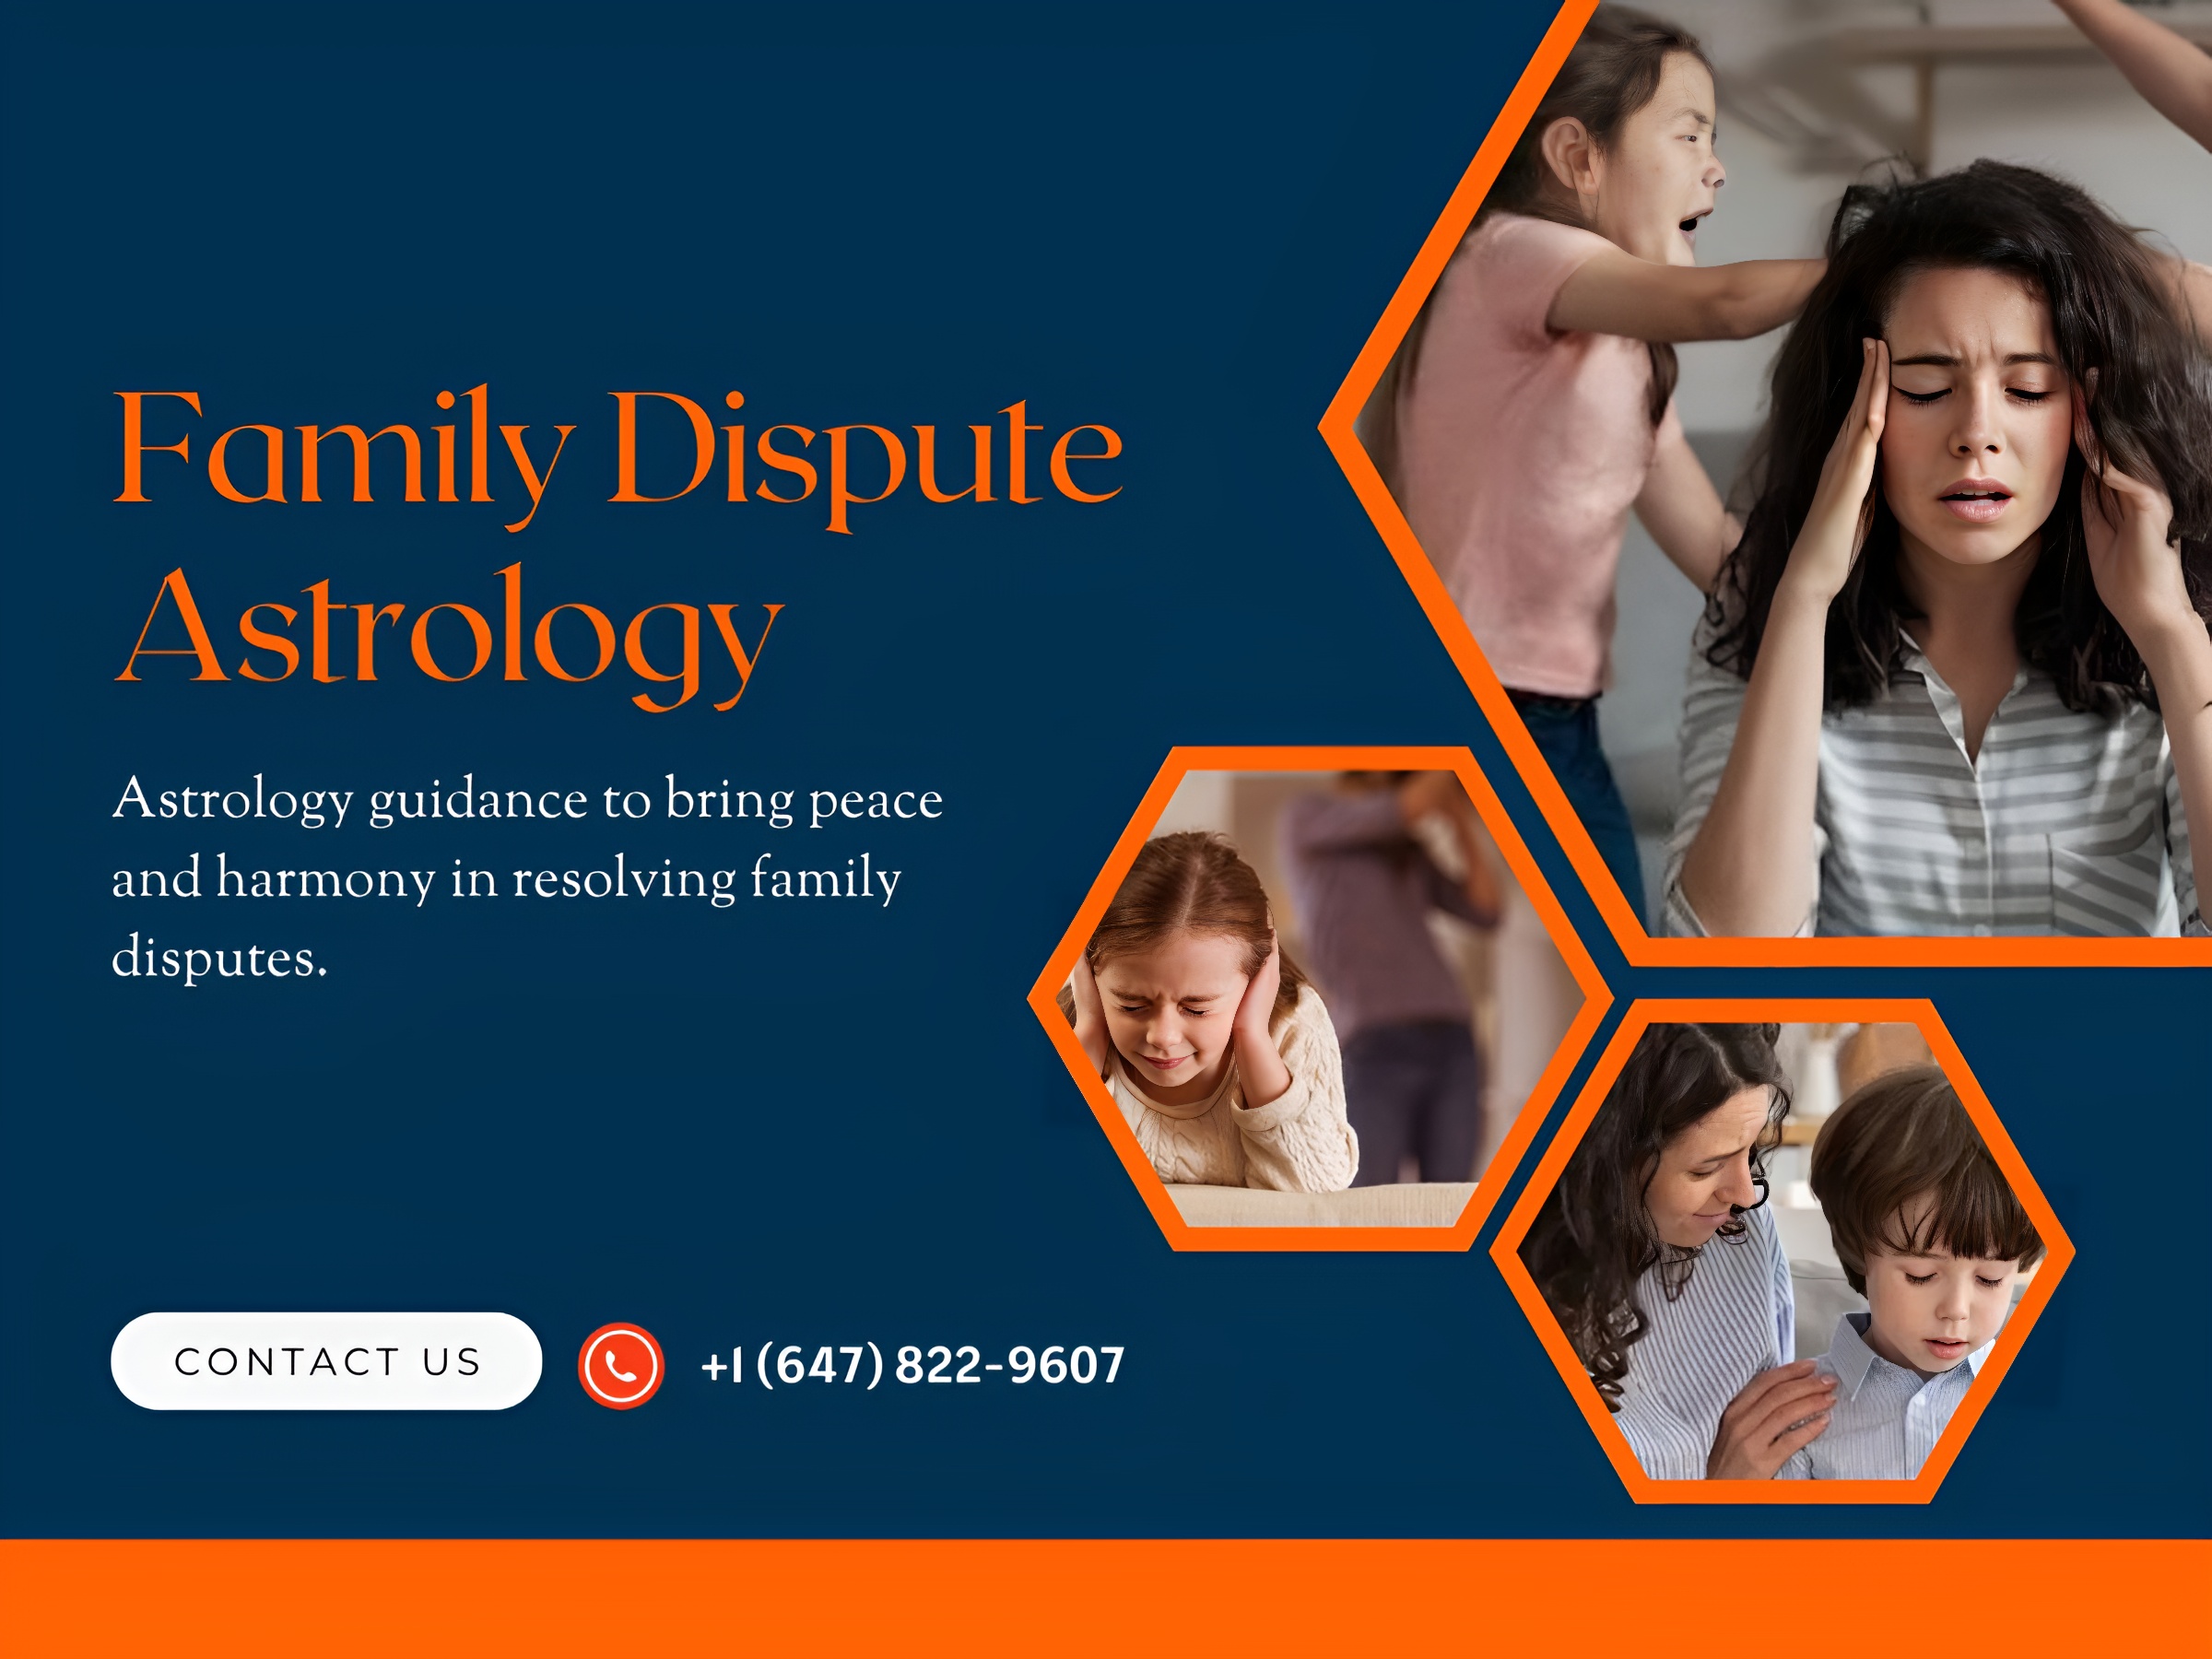 Family Dispute
Astrology
Astrology guidance to bring peace
and harmony in resolving family
disputes.
CONTACT US
+1 (647) 822-9607